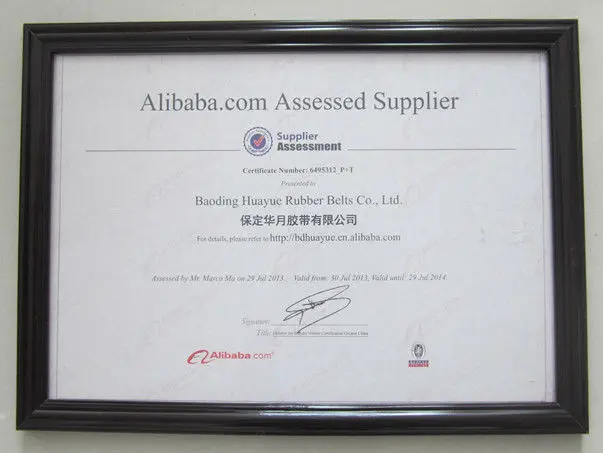 Alibaba.com Assessed Supplier
Supplier
Assessment
Certificate Number: 6495312_P+T
Presented to
Baoding Huayue Rubber Belts Co., Ltd.
保定华月胶带有限公司
For details, please refer to http://bdhuayue.en.alibaba.com
Assessed by Mr. Marco Ma on 29 Jul 2013. Valid from: 30 Jul 2013, Valid until: 29 Jul 2014.
Signature:
Title:
Alibaba.com®